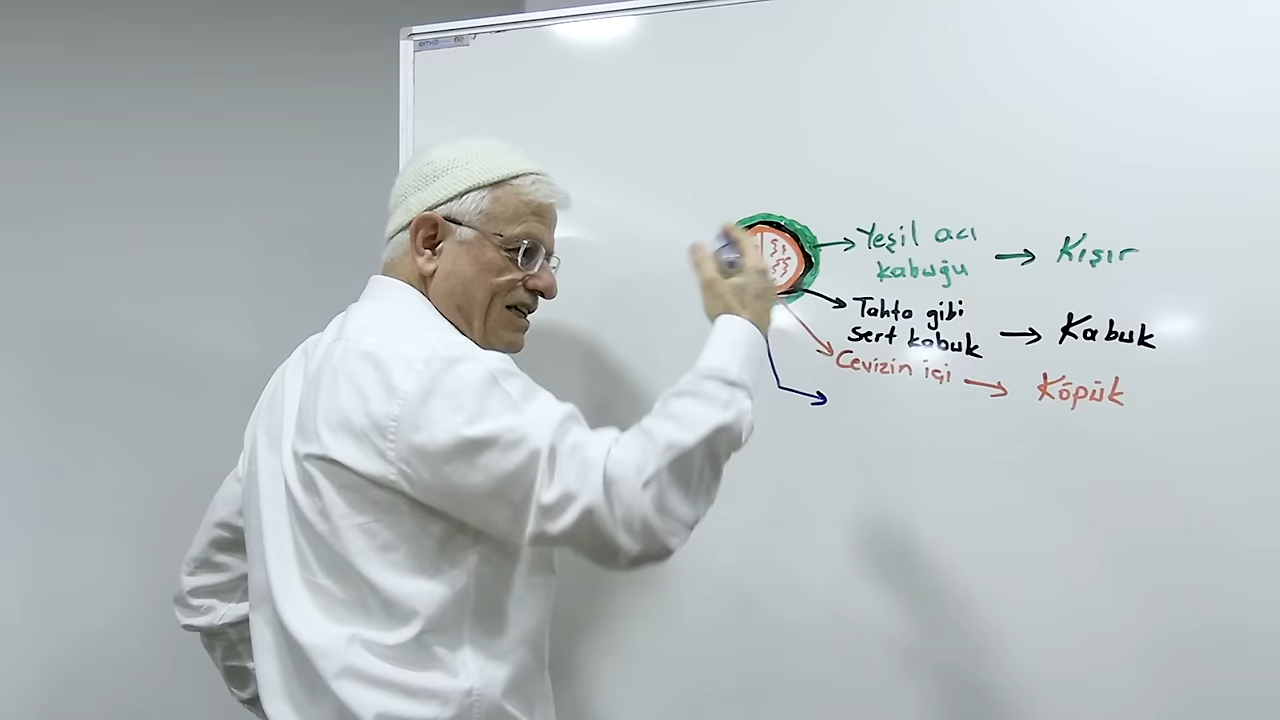 Yeşil acı → Kışır
kabuğu
Tahta gibi
sert kabuk → Kabuk
Cevizin içi → Köpük